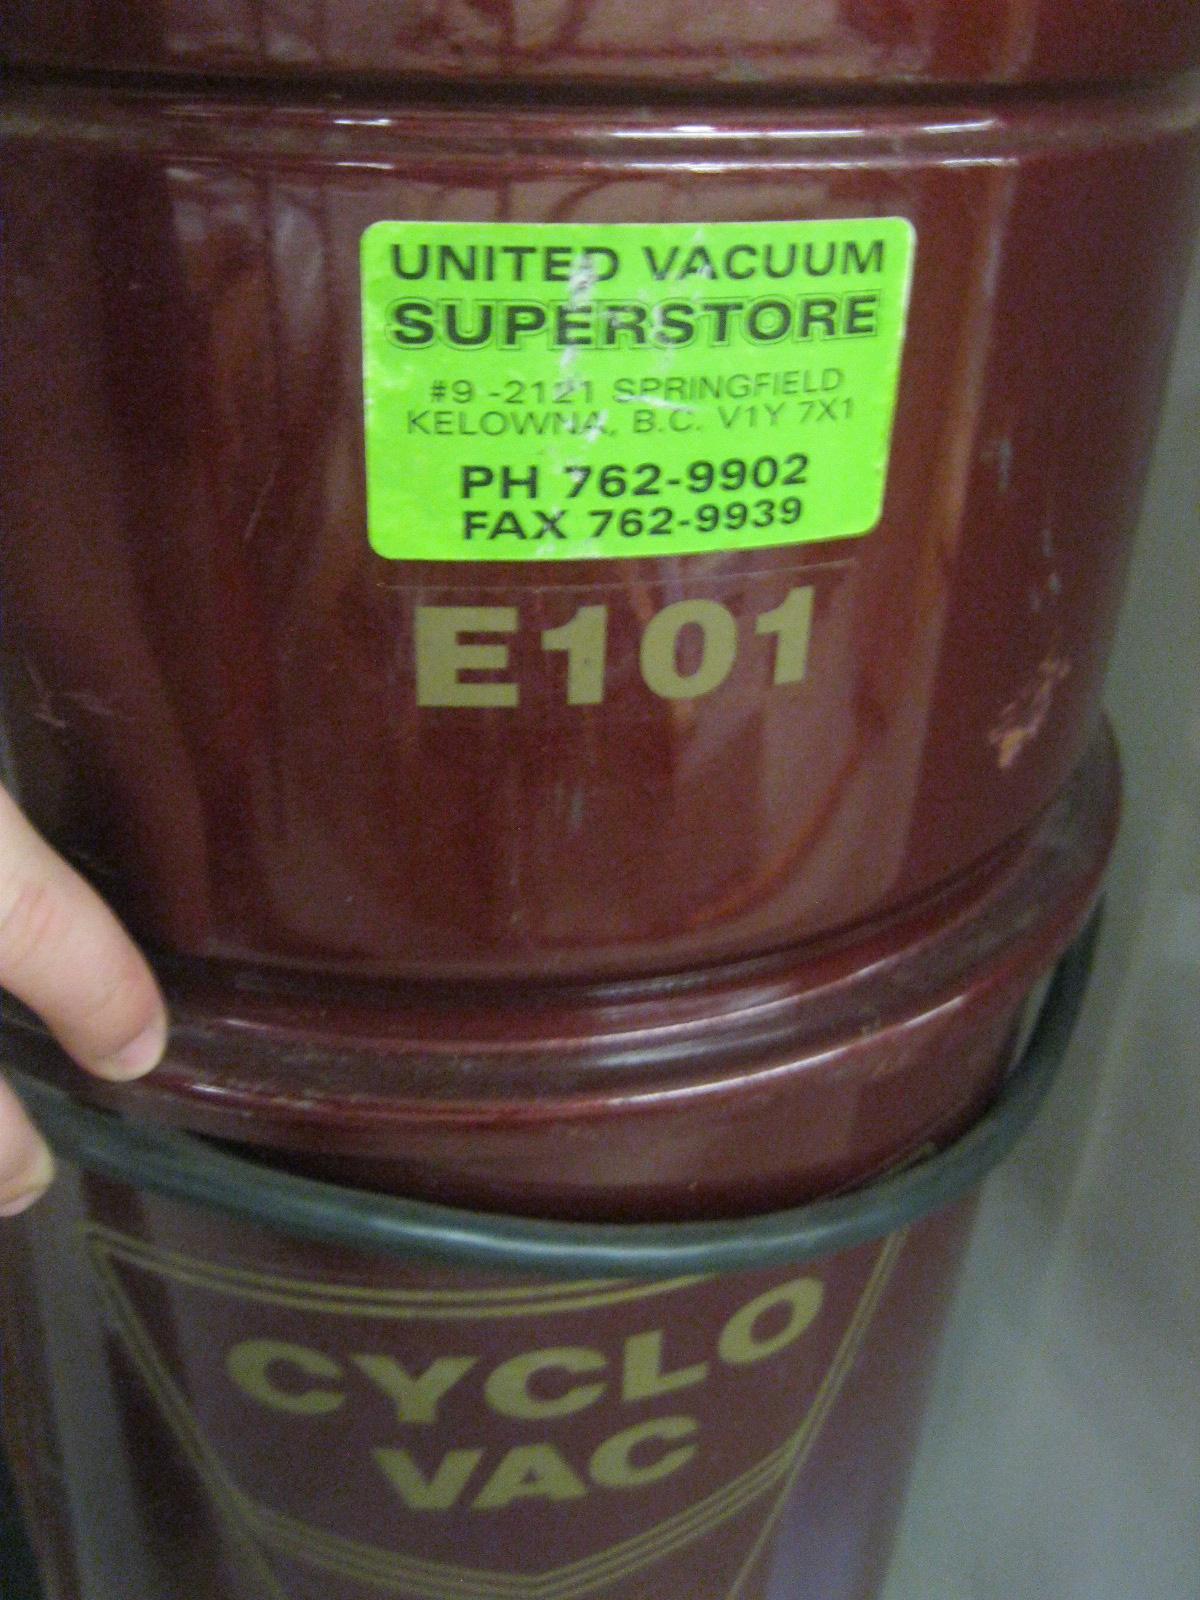 UNITED VACUUM
SUPERSTORE
#9 -2121 SPRINGFIELD
KELOWNA, B.C. V1Y 7X1
PH 762-9902
FAX 762-9939
E101
CYCLO
VAC